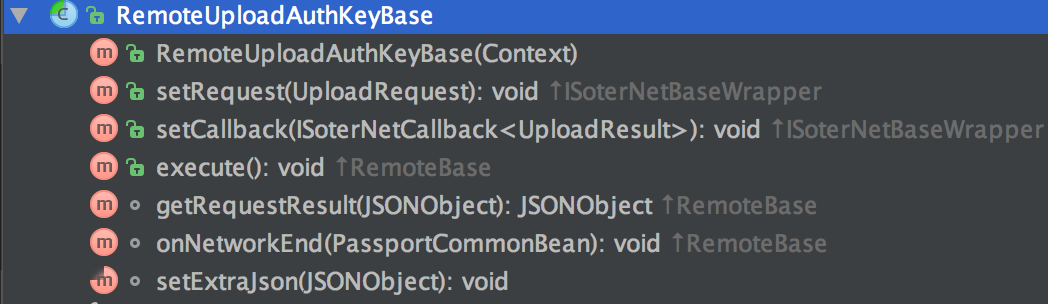 RemoteUploadAuthKeyBase
RemoteUploadAuthKeyBase(Context)
setRequest(UploadRequest): void ↑ISoterNetBaseWrapper
setCallback(ISoterNetCallback<UploadResult>): void ↑ISoterNetBaseWrapper
execute(): void ↑RemoteBase
getRequestResult(JSONObject): JSONObject ↑RemoteBase
onNetworkEnd(PassportCommonBean): void ↑RemoteBase
setExtraJson(JSONObject): void